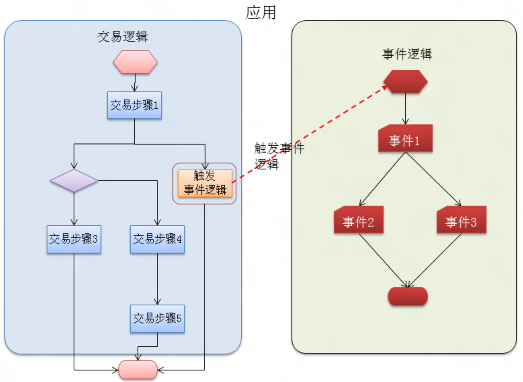 应用
交易逻辑
交易步骤1
触发
事件逻辑
交易步骤3
交易步骤4
交易步骤5
触发事件
逻辑
事件逻辑
事件1
事件2
事件3